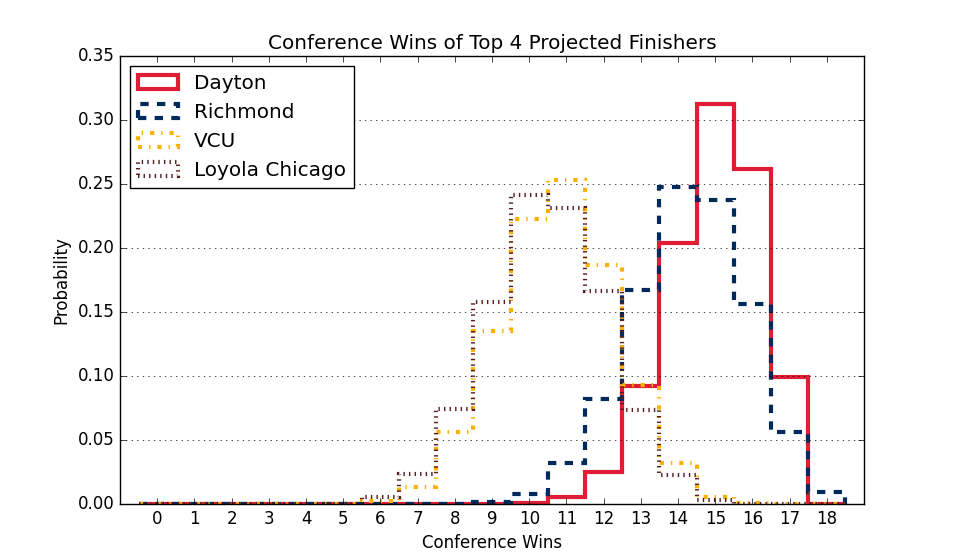 Conference Wins of Top 4 Projected Finishers
0.35
0.30
0.25
0.20
0.15
0.10
0.05
0.00
Probability
Dayton
Richmond
VCU
Loyola Chicago
0 1 2 3 4 5 6 7 8 9 10 11 12 13 14 15 16 17 18
Conference Wins